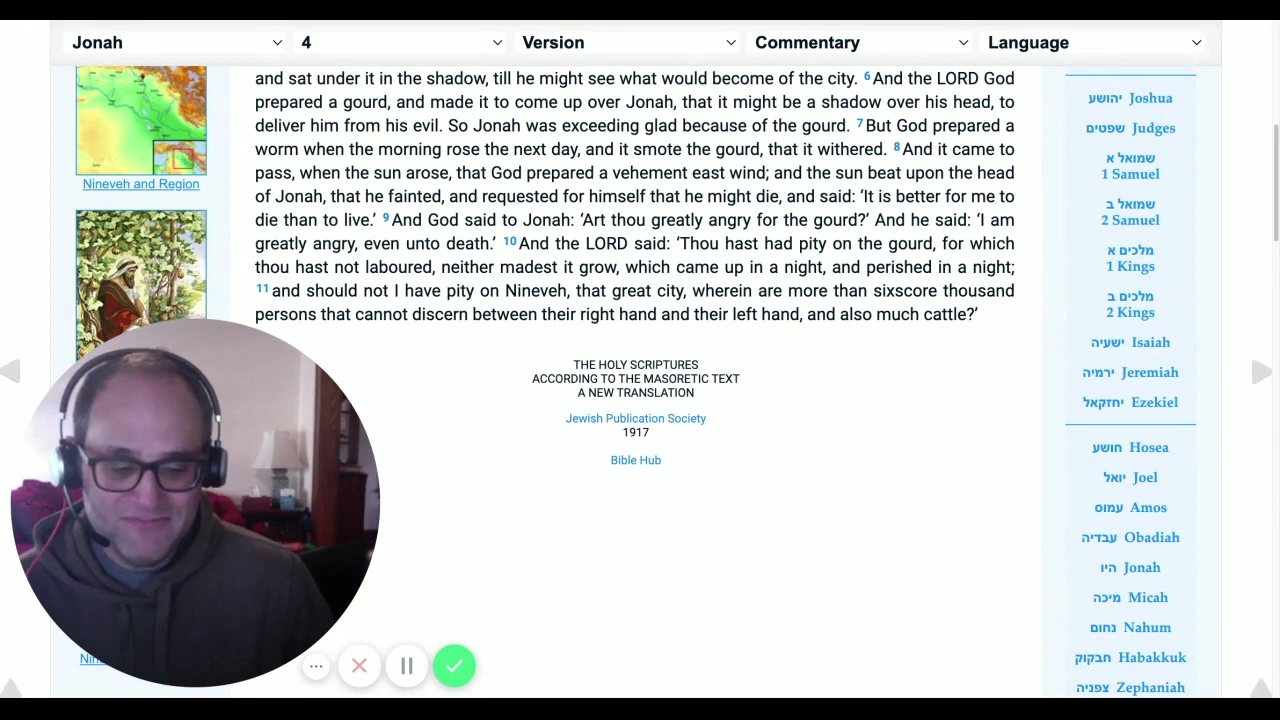 Jonah
4
Version
Commentary
Language
Nineveh and Region
and sat under it in the shadow, till he might see what would become of the city. 6 And the LORD God
prepared a gourd, and made it to come up over Jonah, that it might be a shadow over his head, to
deliver him from his evil. So Jonah was exceeding glad because of the gourd. 7 But God prepared a
worm when the morning rose the next day, and it smote the gourd, that it withered. 8 And it came to
pass, when the sun arose, that God prepared a vehement east wind; and the sun beat upon the head
of Jonah, that he fainted, and requested for himself that he might die, and said: ‘It is better for me to
die than to live.’ 9 And God said to Jonah: ‘Art thou greatly angry for the gourd?’ And he said: ‘I am
greatly angry, even unto death.’ 10 And the LORD said: ‘Thou hast had pity on the gourd, for which
thou hast not laboured, neither madest it grow, which came up in a night, and perished in a night;
11 and should not I have pity on Nineveh, that great city, wherein are more than sixscore thousand
persons that cannot discern between their right hand and their left hand, and also much cattle?’
THE HOLY SCRIPTURES
ACCORDING TO THE MASORETIC TEXT
A NEW TRANSLATION
Jewish Publication Society
1917
Bible Hub
יהושע Joshua
שפטים Judges
שמואל א
1 Samuel
שמואל ב
2 Samuel
מלכים א
1 Kings
מלכים ב
2 Kings
ישעיה Isaiah
ירמיה Jeremiah
יחזקאל Ezekiel
חושע Hosea
יואל Joel
עמוס Amos
עבדיה Obadiah
היו Jonah
מיכה Micah
נחום Nahum
חבקוק Habakkuk
צפניה Zephaniah